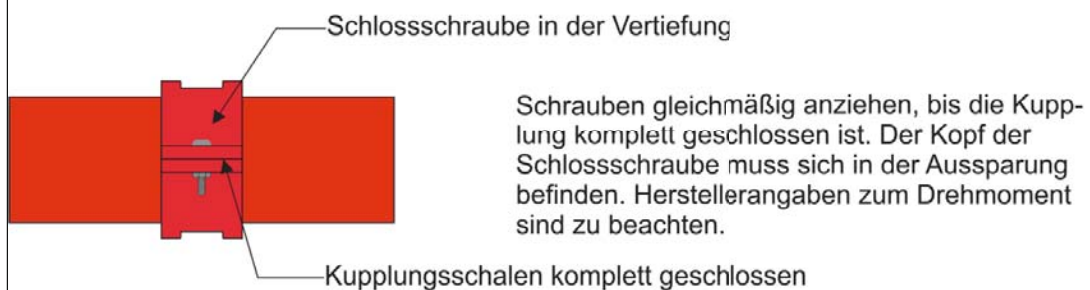 Schlossschraube in der Vertiefung
Schrauben gleichmäßig anziehen, bis die Kupp-
lung komplett geschlossen ist. Der Kopf der
Schlossschraube muss sich in der Aussparung
befinden. Herstellerangaben zum Drehmoment
sind zu beachten.
Kupplungsschalen komplett geschlossen